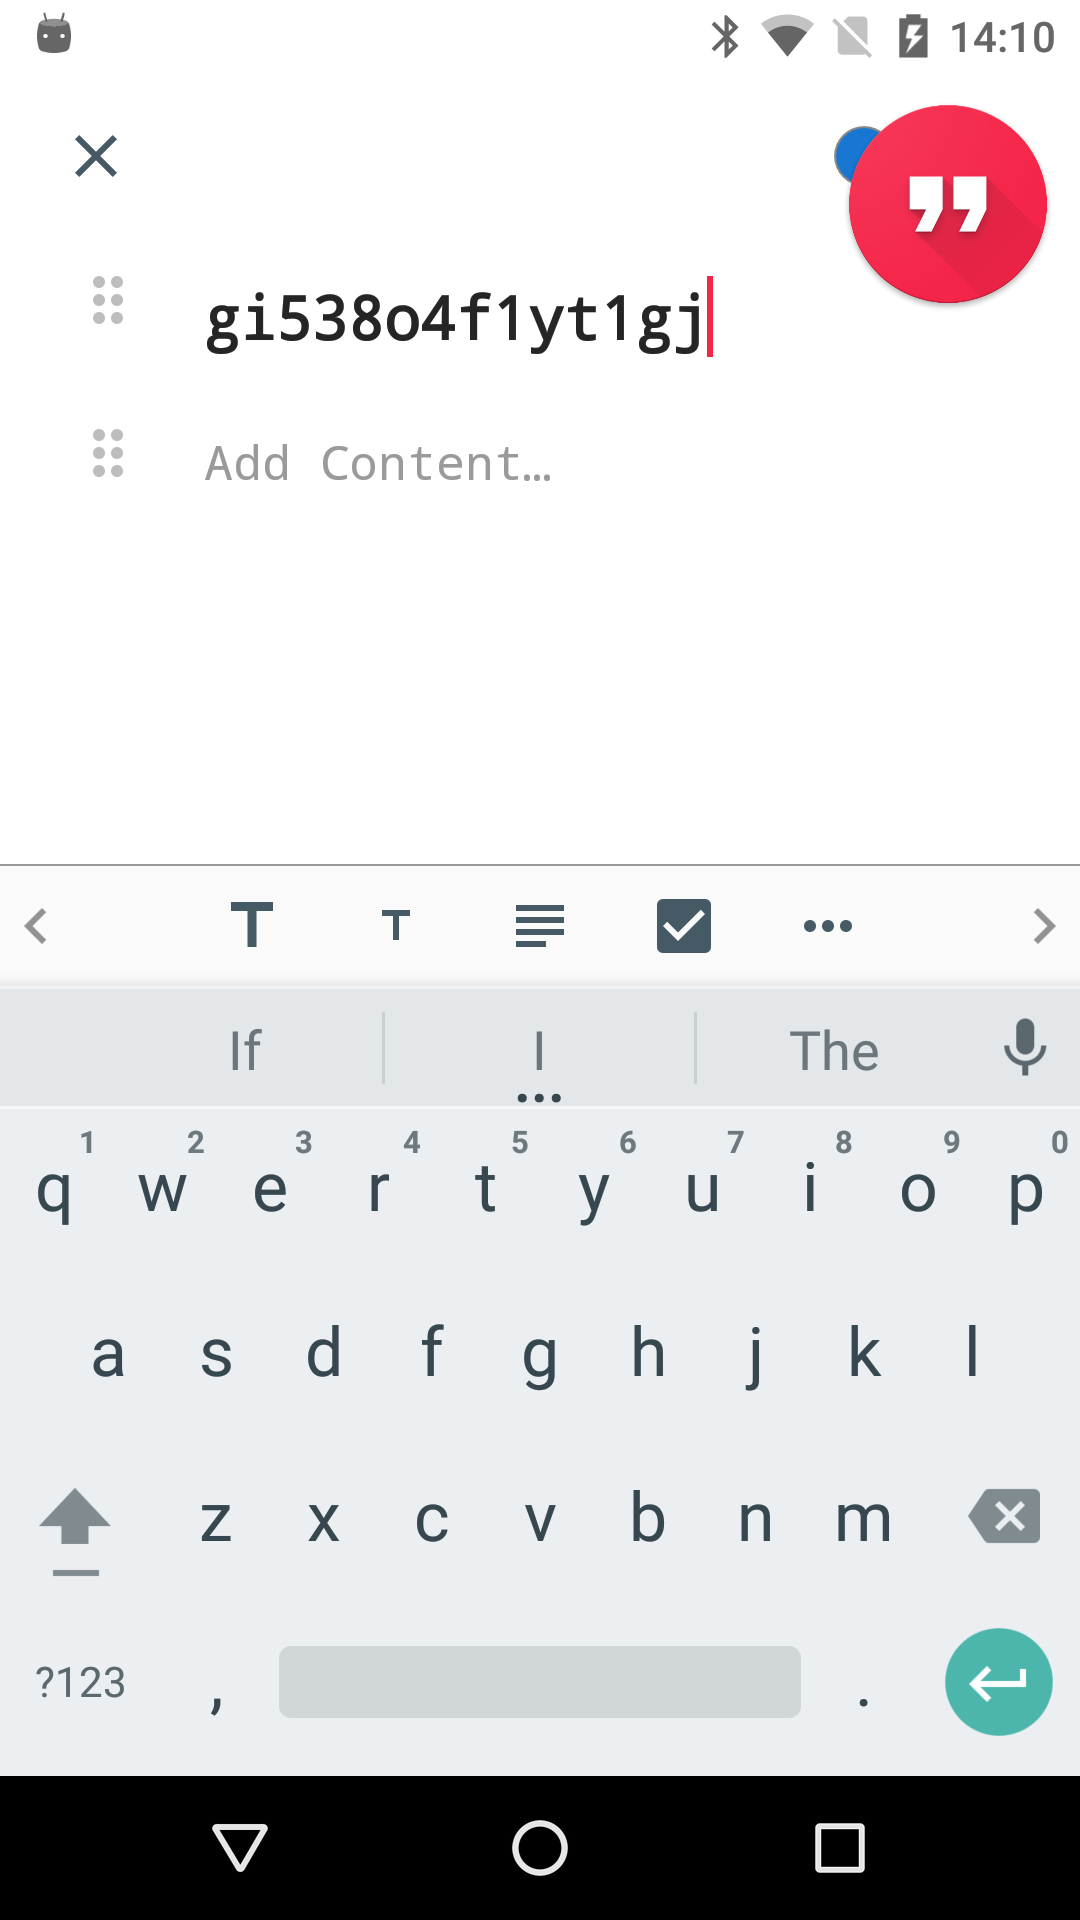 14:10
gi538o4f1yt1gj
Add Content…
If I The
1 2 3 4 5 6 7 8 9 0
q w e r t y u i o p
a s d f g h j k l
z x c v b n m
?123 , .